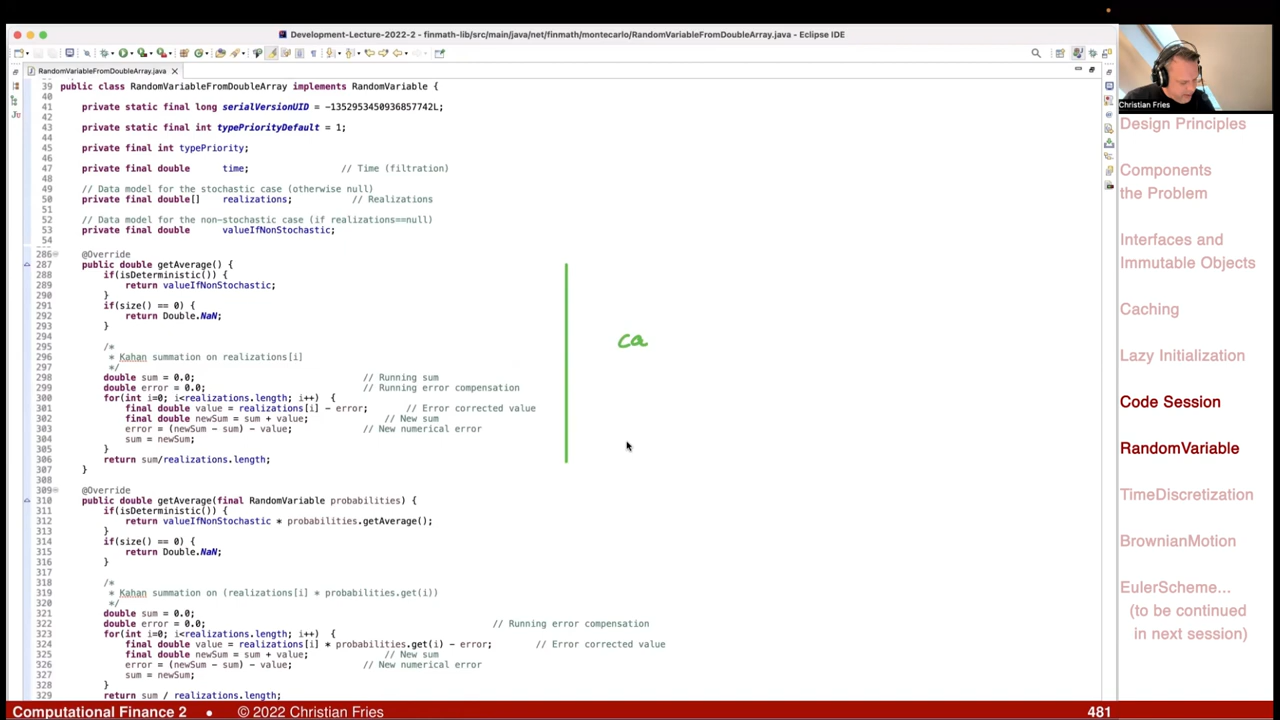 Development-Lecture-2022-2 - finmath-lib/src/main/java/net/finmath/montecarlo/RandomVariableFromDoubleArray.java - Eclipse IDE
RandomVariableFromDoubleArray.java
39 public class RandomVariableFromDoubleArray implements RandomVariable {
40
41 private static final long serialVersionUID = -1352953450936857742L;
42
43 private static final int typePriorityDefault = 1;
44
45 private final int typePriority;
46
47 private final double time; // Time (filtration)
48
49 // Data model for the stochastic case (otherwise null)
50 private final double[] realizations; // Realizations
51
52 // Data model for the non-stochastic case (if realizations==null)
53 private final double valueIfNonStochastic;
54
286 @Override
287 public double getAverage() {
288 if(isDeterministic()) {
289 return valueIfNonStochastic;
290 }
291 if(size() == 0) {
292 return Double.NaN;
293 }
294
295 /*
296 * Kahan summation on realizations[i]
297 */
298 double sum = 0.0; // Running sum
299 double error = 0.0; // Running error compensation
300 for(int i=0; i<realizations.length; i++) {
301 final double value = realizations[i] - error; // Error corrected value
302 final double newSum = sum + value; // New sum
303 error = (newSum - sum) - value; // New numerical error
304 sum = newSum;
305 }
306 return sum/realizations.length;
307 }
308
309 @Override
310 public double getAverage(final RandomVariable probabilities) {
311 if(isDeterministic()) {
312 return valueIfNonStochastic * probabilities.getAverage();
313 }
314 if(size() == 0) {
315 return Double.NaN;
316 }
317
318 /*
319 * Kahan summation on (realizations[i] * probabilities.get(i))
320 */
321 double sum = 0.0;
322 double error = 0.0; // Running error compensation
323 for(int i=0; i<realizations.length; i++) {
324 final double value = realizations[i] * probabilities.get(i) - error; // Error corrected value
325 final double newSum = sum + value; // New sum
326 error = (newSum - sum) - value; // New numerical error
327 sum = newSum;
328 }
329 return sum / realizations.length;
ca
Christian Fries
Design Principles
Components
the Problem
Interfaces and
Immutable Objects
Caching
Lazy Initialization
Code Session
RandomVariable
TimeDiscretization
BrownianMotion
EulerScheme...
(to be continued
in next session)
Computational Finance 2 • © 2022 Christian Fries 481